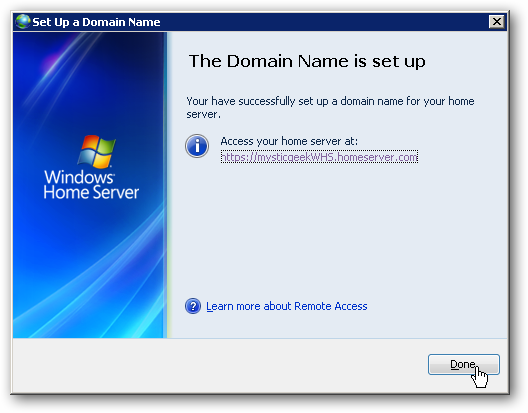 Set Up a Domain Name
The Domain Name is set up
Your have successfully set up a domain name for your home
server.
Access your home server at:
https://mysticgeekWHS.homeserver.com
Windows
Home Server
Learn more about Remote Access
Done